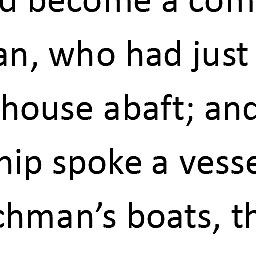 d become a com
an, who had just
house abaft; and
hip spoke a vesse
chman’s boats, th